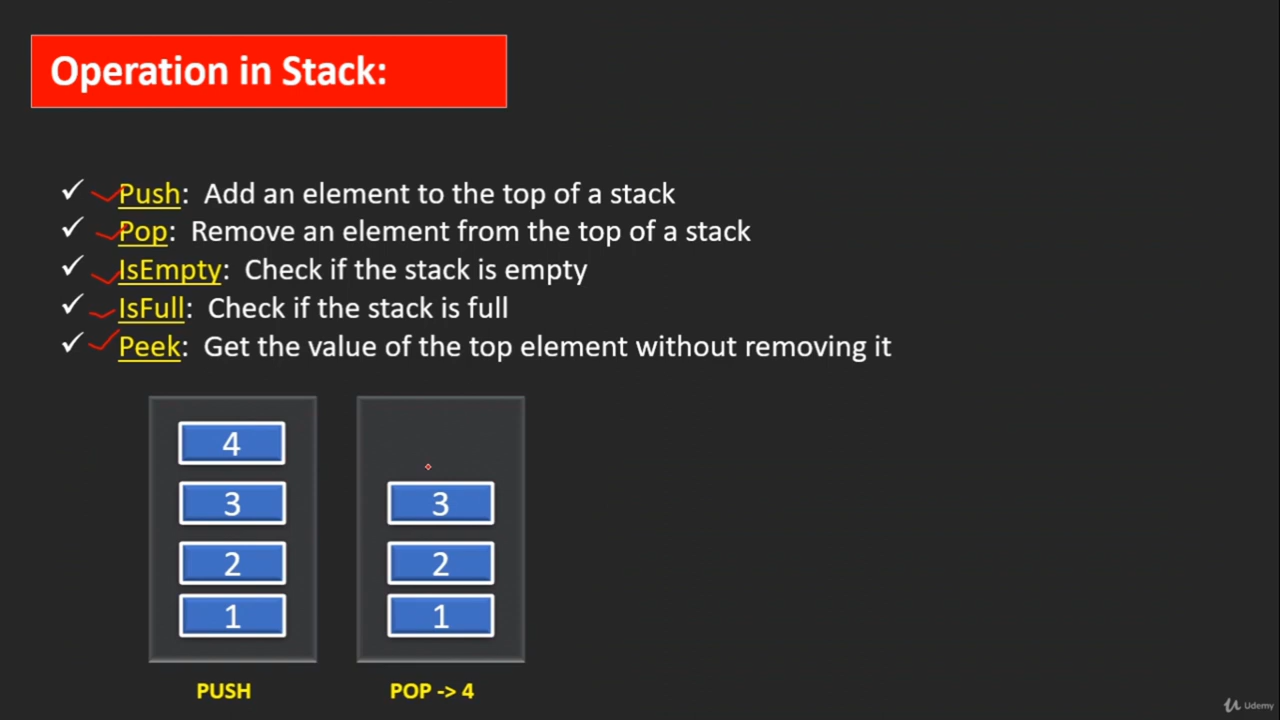 Operation in Stack:
✓ Push: Add an element to the top of a stack
✓ Pop: Remove an element from the top of a stack
✓ IsEmpty: Check if the stack is empty
✓ IsFull: Check if the stack is full
✓ Peek: Get the value of the top element without removing it
4
3
2
1
PUSH
3
2
1
POP -> 4
Udemy